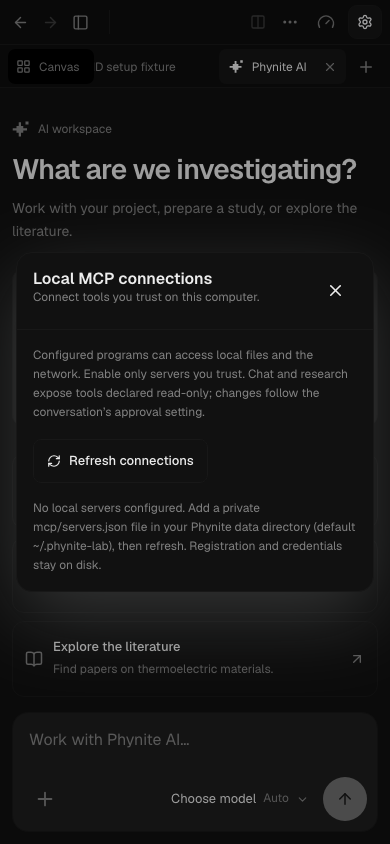 Canvas
D setup fixture
Phynite AI
AI workspace
What are we investigating?
Work with your project, prepare a study, or explore the
literature.
Local MCP connections
Connect tools you trust on this computer.
Configured programs can access local files and the
network. Enable only servers you trust. Chat and research
expose tools declared read-only; changes follow the
conversation's approval setting.
Refresh connections
No local servers configured. Add a private
mcp/servers.json file in your Phynite data directory (default
~/.phynite-lab), then refresh. Registration and credentials
stay on disk.
Explore the literature
Find papers on thermoelectric materials.
Work with Phynite AI...
Choose model Auto